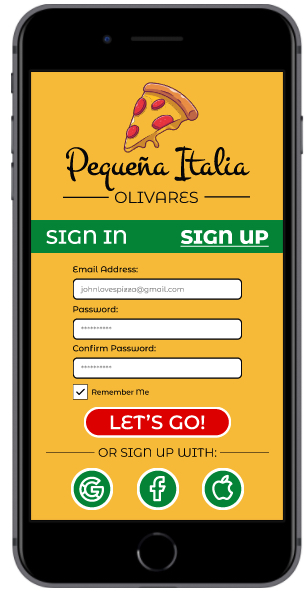 Pequeña Italia
OLIVARES
SIGN IN SIGN UP
Email Address:
johnlovespizza@gmail.com
Password:
**********
Confirm Password:
**********
Remember Me
LET'S GO!
OR SIGN UP WITH: